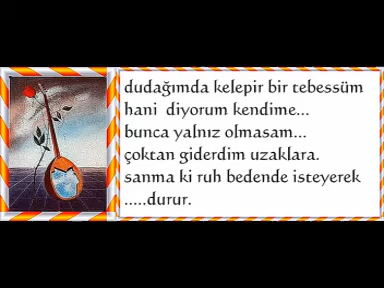 dudağımda kelepir bir tebessüm
hani diyorum kendime...
bunca yalnız olmasam...
çoktan giderdim uzaklara.
sanma ki ruh bedende isteyerek
.....durur.